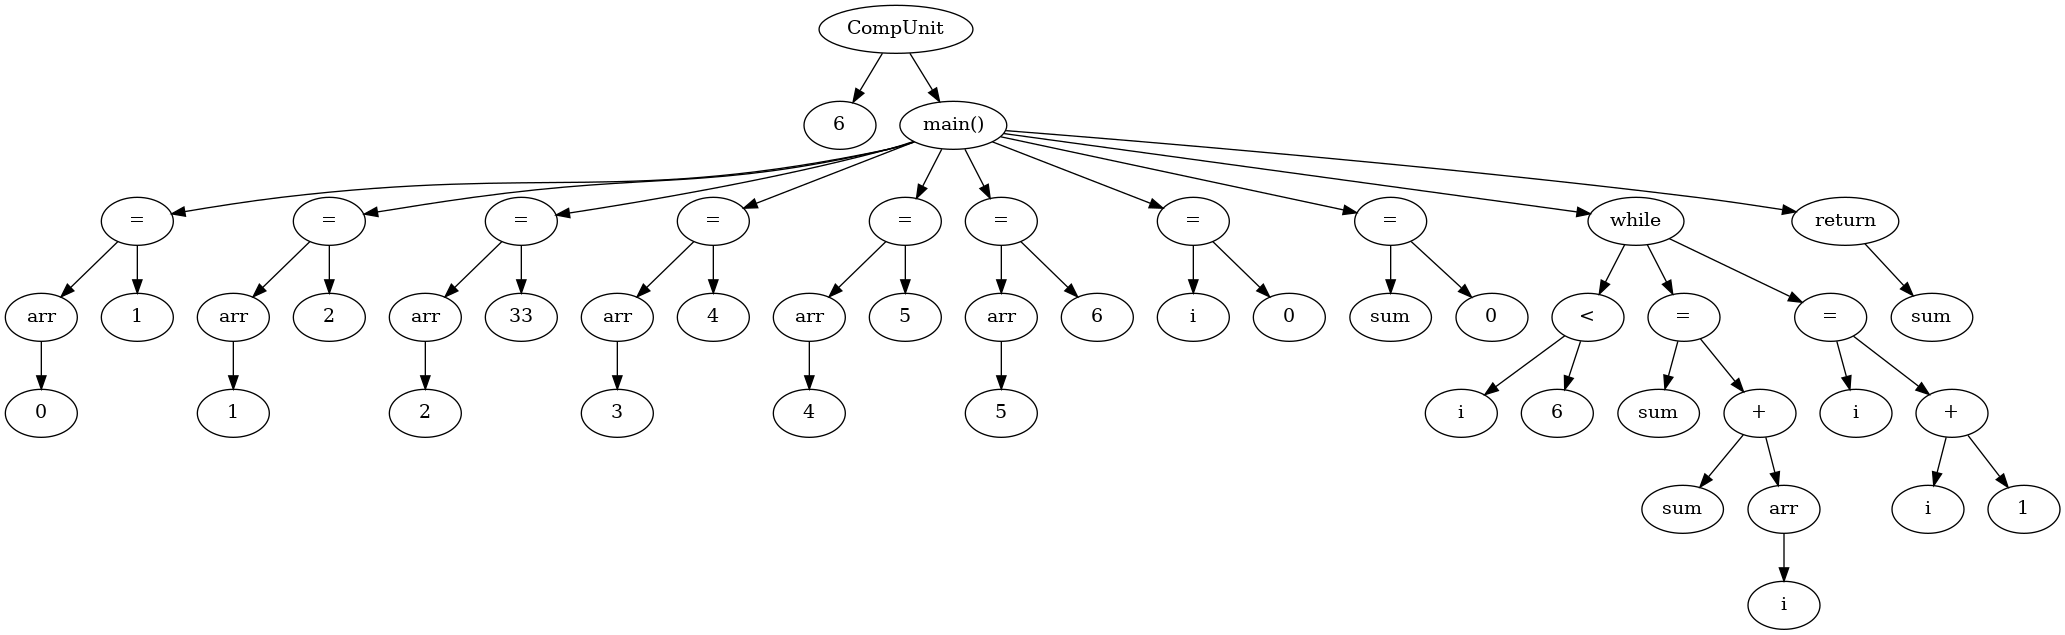 CompUnit
6 main()
= = = = = = = = while return
arr 1 arr 2 arr 33 arr 4 arr 5 arr 6 i 0 sum 0 < = = sum
0 1 2 3 4 5 i 6 sum + i +
sum arr i 1
i